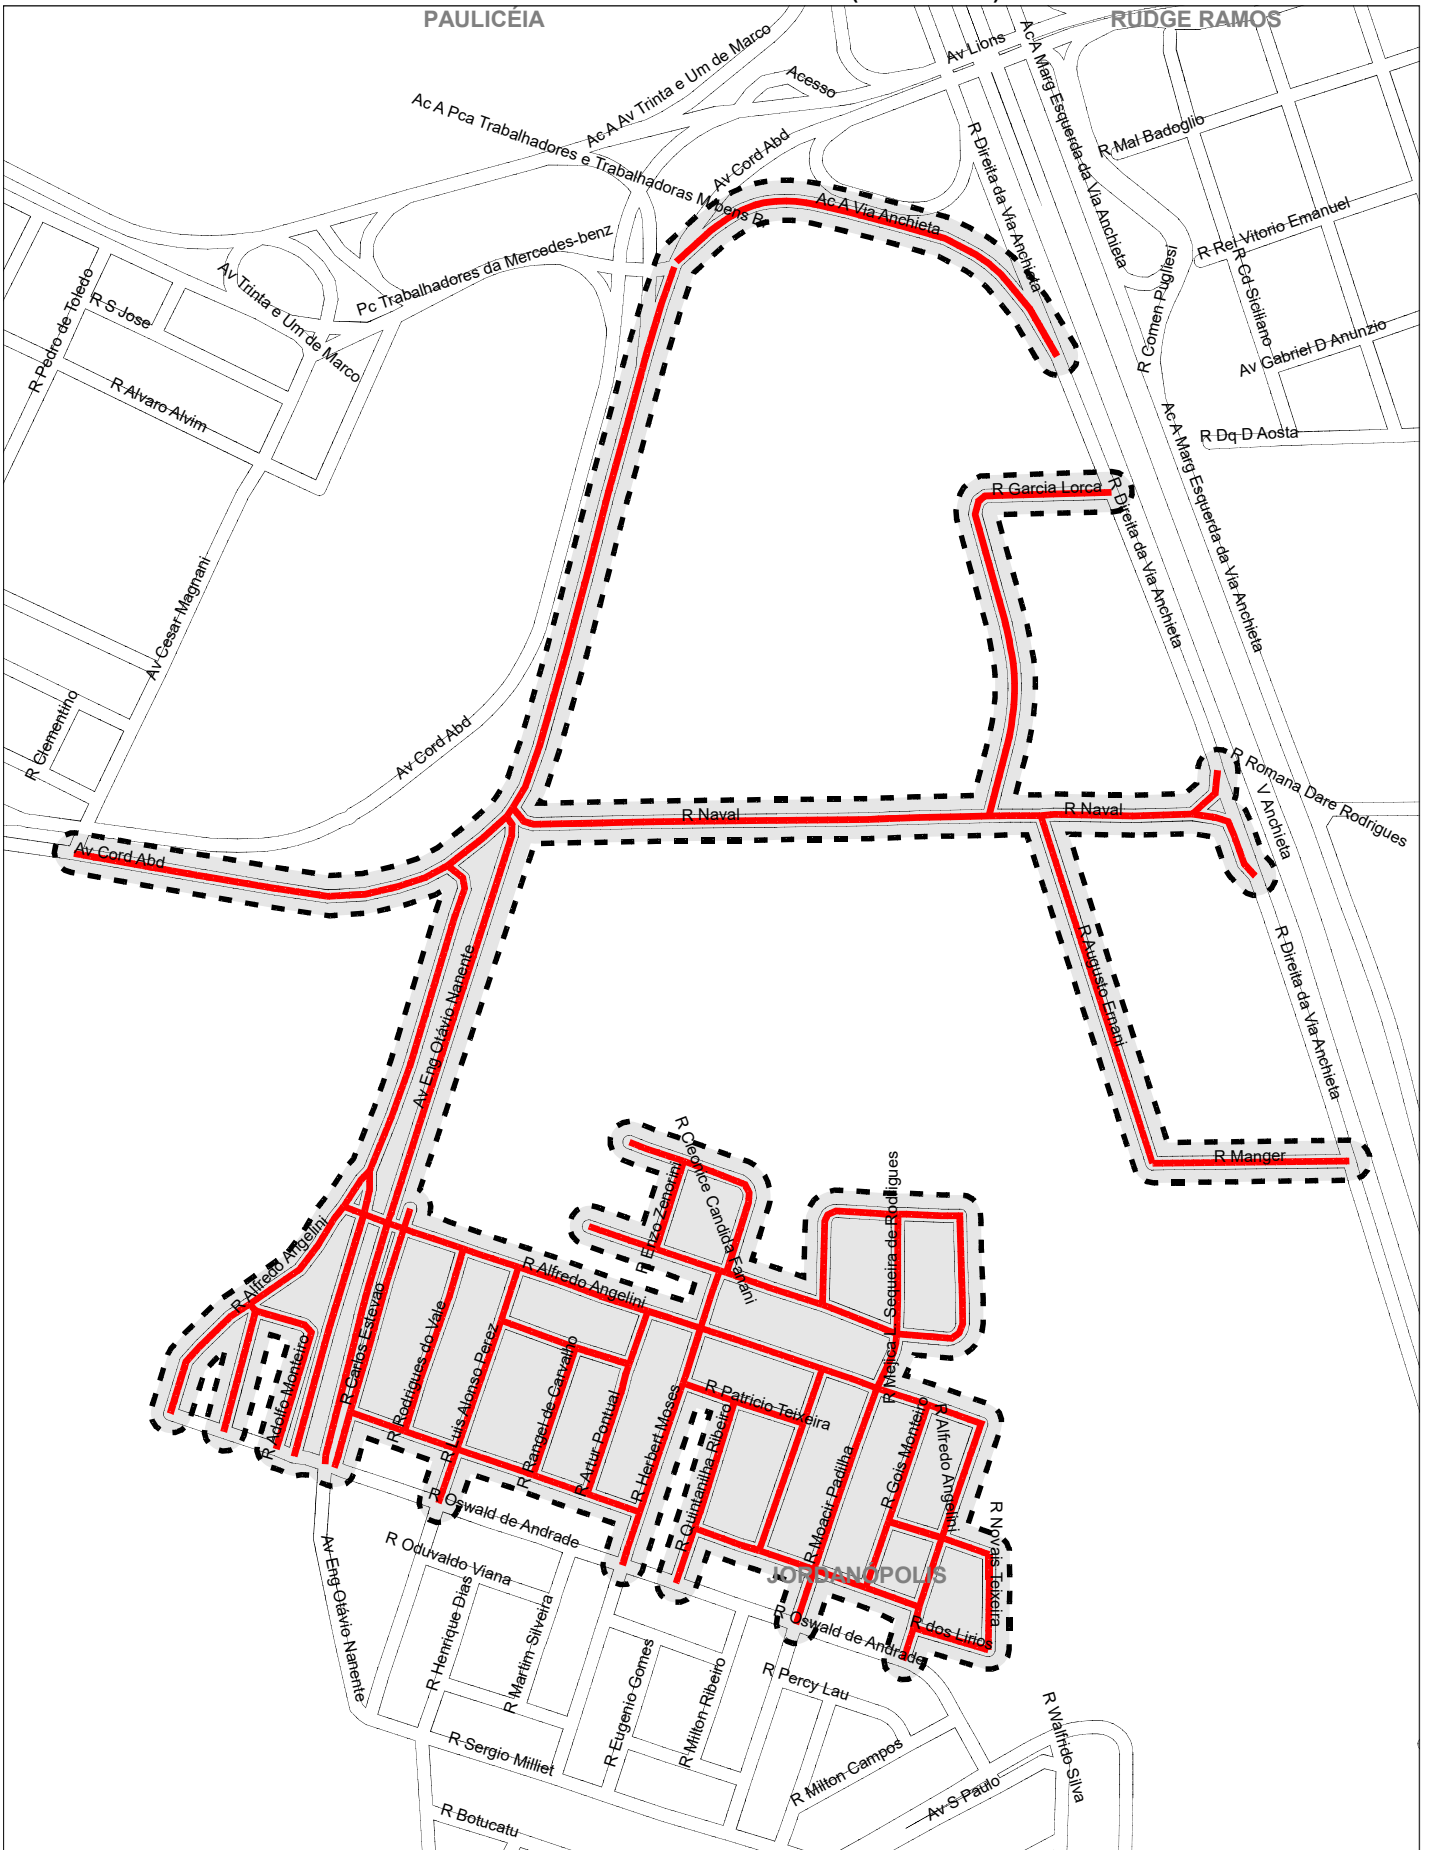 PAULICÉIA
RUDGE RAMOS
Av Lions
Ac A Marg Esquerda da Via Anchieta
Ac A Av Trinta e Um de Marco
Acesso
Ac A Pca Trabalhadores e Trabalhadoras M bens B
R Mal Badoglio
Av Cord Abd
R Direita da Via Anchieta
Ac A Via Anchieta
R Rei Vitorio Emanuel
Pc Trabalhadores da Mercedes-benz
Av Trinta e Um de Marco
R Pedro de Toledo
R S Jose
R Comen Pugliesi
R Cd Siciliano
Av Gabriel D Anunzio
R Alvaro Alvim
R Dq D Aosta
Ac A Marg Esquerda da Via Anchieta
R Garcia Lorca
R Direita da Via Anchieta
Av Cesar Magnani
R Clementino
Av Cord Abd
R Romana Dare Rodrigues
V Anchieta
R Naval
R Naval
Av Cord Abd
R Augusto Ernani
R Direita da Via Anchieta
Av Eng Otávio Nanente
R Manger
R Cleonice Candida Fanani
R Enzo Zenorini
R Mejica L Sequeira de Rodrigues
R Alfredo Angelini
R Alfredo Angelini
R Carlos Estevao
R Rodrigues do Vale
R Luis Alonso Perez
R Rangel de Carvalho
R Adolfo Monteiro
R Artur Pontual
R Herbert Moses
R Patricio Teixeira
R Quintanilha Ribeiro
R Moacir Padilha
R Gois Monteiro
R Alfredo Angelini
R Novais Teixeira
R Oswald de Andrade
R Oduvaldo Viana
JORDANÓPOLIS
Av Eng Otávio Nanente
R Henrique Dias
R Martim Silveira
R Oswald de Andrade
R dos Lirios
R Eugenio Gomes
R Milton Ribeiro
R Percy Lau
R Sergio Milliet
R Milton Campos
R Walfrido Silva
Av S Paulo
R Botucatu